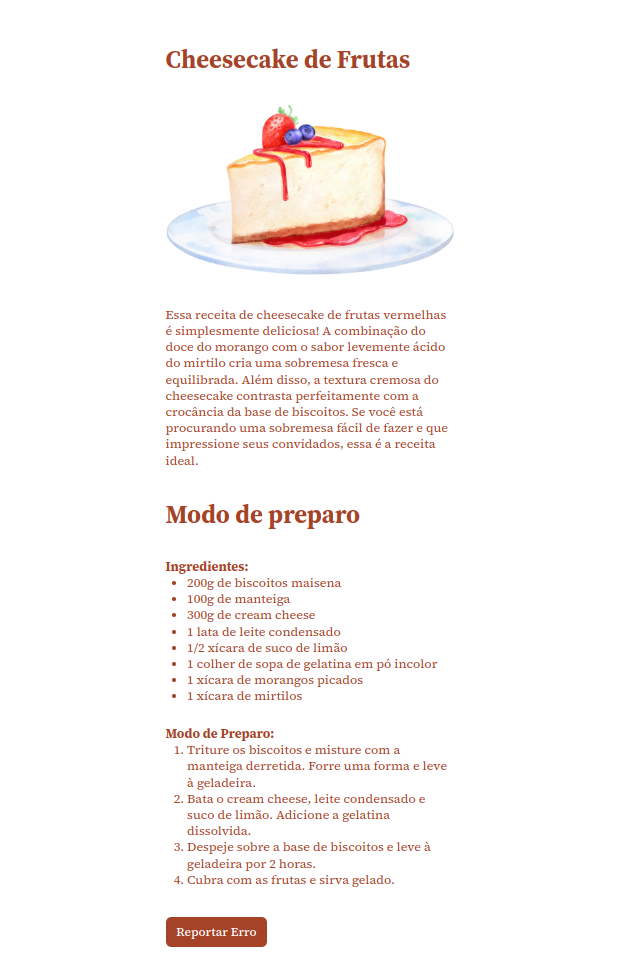 Cheesecake de Frutas
Essa receita de cheesecake de frutas vermelhas
é simplesmente deliciosa! A combinação do
doce do morango com o sabor levemente ácido
do mirtilo cria uma sobremesa fresca e
equilibrada. Além disso, a textura cremosa do
cheesecake contrasta perfeitamente com a
crocância da base de biscoitos. Se você está
procurando uma sobremesa fácil de fazer e que
impressione seus convidados, essa é a receita
ideal.
Modo de preparo
Ingredientes:
• 200g de biscoitos maisena
• 100g de manteiga
• 300g de cream cheese
• 1 lata de leite condensado
• 1/2 xícara de suco de limão
• 1 colher de sopa de gelatina em pó incolor
• 1 xícara de morangos picados
• 1 xícara de mirtilos
Modo de Preparo:
1. Triture os biscoitos e misture com a
manteiga derretida. Forre uma forma e leve
à geladeira.
2. Bata o cream cheese, leite condensado e
suco de limão. Adicione a gelatina
dissolvida.
3. Despeje sobre a base de biscoitos e leve à
geladeira por 2 horas.
4. Cubra com as frutas e sirva gelado.
Reportar Erro